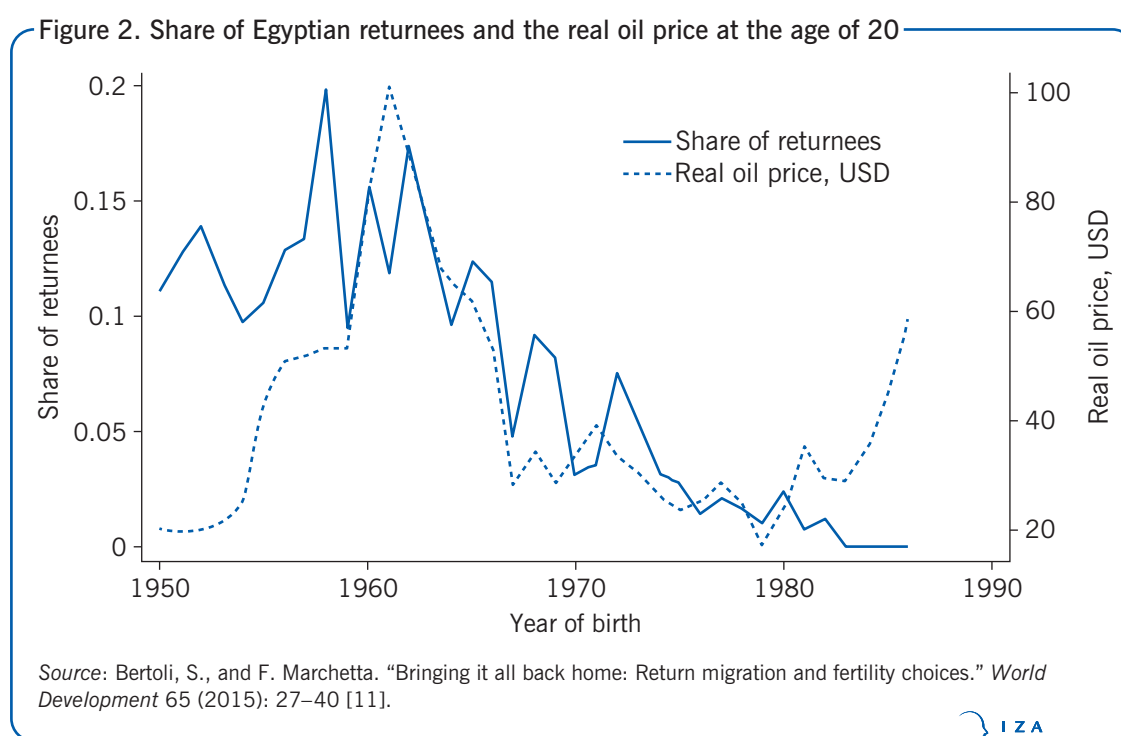 Figure 2. Share of Egyptian returnees and the real oil price at the age of 20
0.2
0.15
0.1
0.05
0
Share of returnees
Share of returnees
Real oil price, USD
100
80
60
40
20
Real oil price, USD
1950
1960
1970
1980
1990
Year of birth
Source: Bertoli, S., and F. Marchetta. “Bringing it all back home: Return migration and fertility choices.” World
Development 65 (2015): 27–40 [11].
IZA